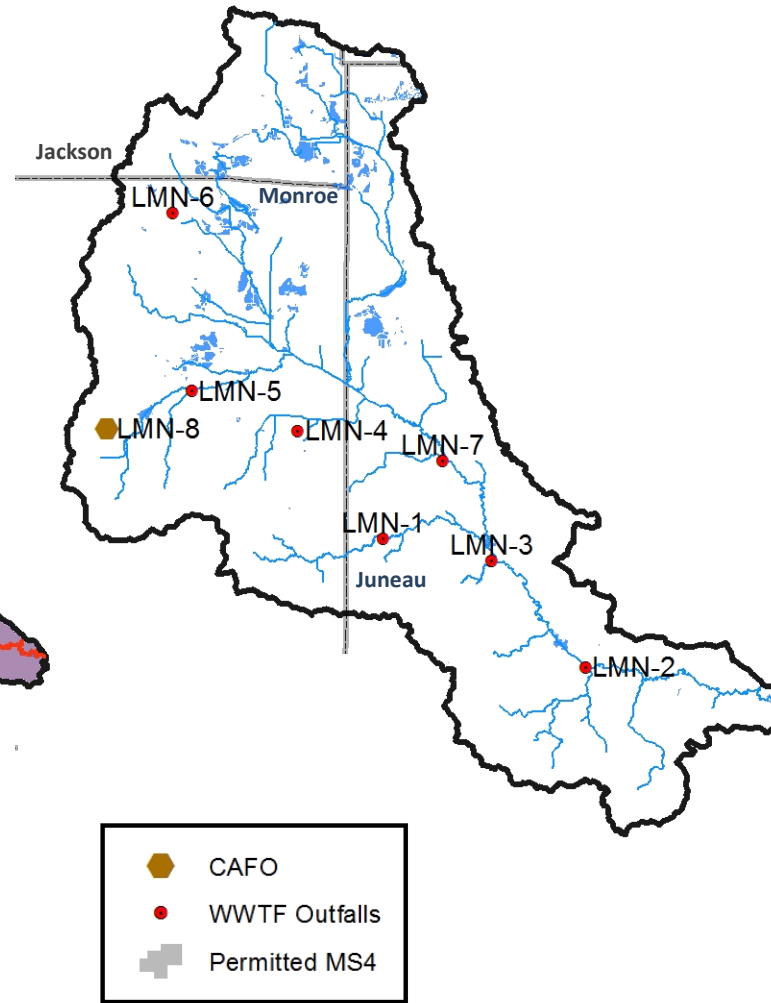 Jackson
Monroe
LMN-6
LMN-5
LMN-8
LMN-4
LMN-7
LMN-1
LMN-3
Juneau
LMN-2
CAFO
WWTF Outfalls
Permitted MS4